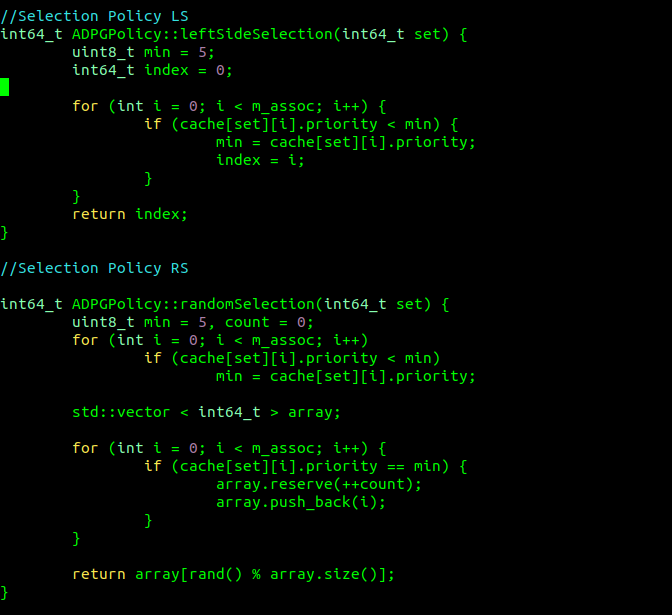 //Selection Policy LS
int64_t ADPGPolicy::leftSideSelection(int64_t set) {
        uint8_t min = 5;
        int64_t index = 0;

        for (int i = 0; i < m_assoc; i++) {
                if (cache[set][i].priority < min) {
                        min = cache[set][i].priority;
                        index = i;
                }
        }
        return index;
}

//Selection Policy RS

int64_t ADPGPolicy::randomSelection(int64_t set) {
        uint8_t min = 5, count = 0;
        for (int i = 0; i < m_assoc; i++)
                if (cache[set][i].priority < min)
                        min = cache[set][i].priority;

        std::vector < int64_t > array;

        for (int i = 0; i < m_assoc; i++) {
                if (cache[set][i].priority == min) {
                        array.reserve(++count);
                        array.push_back(i);
                }
        }

        return array[rand() % array.size()];
}